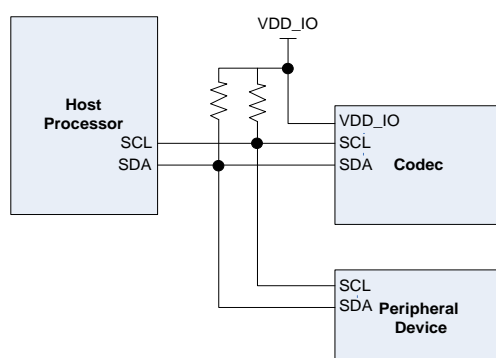 VDD_IO
Host
Processor
SCL
SDA
VDD_IO
SCL
SDA
Codec
SCL
SDA
Peripheral
Device